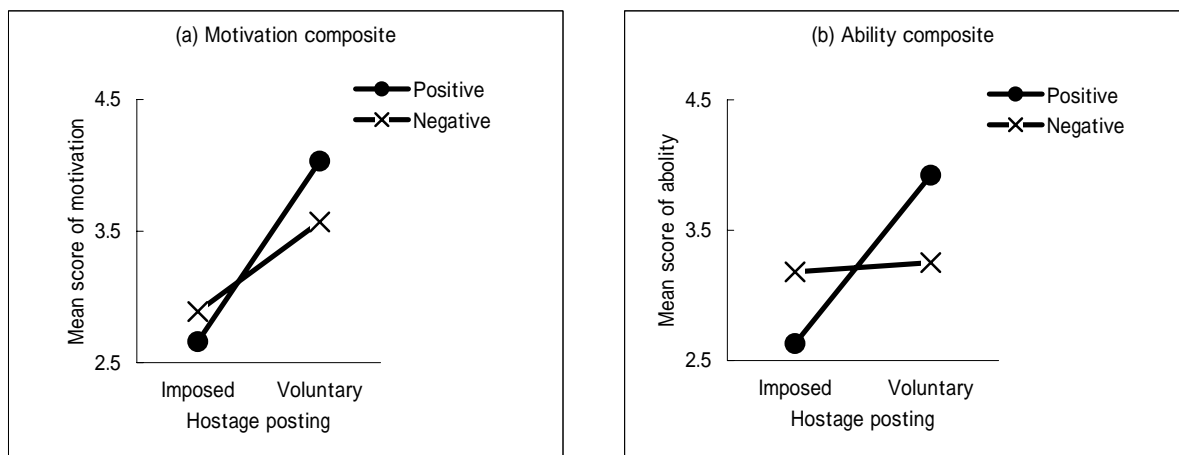 (a) Motivation composite
Positive
Negative
4.5
3.5
2.5
Mean score of motivation
Imposed
Voluntary
Hostage posting
(b) Ability composite
Positive
Negative
4.5
3.5
2.5
Mean score of abolity
Imposed
Voluntary
Hostage posting